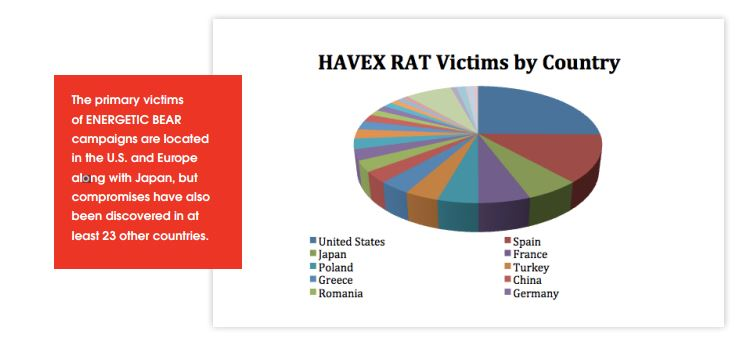 The primary victims
of ENERGETIC BEAR
campaigns are located
in the U.S. and Europe
along with Japan, but
compromises have also
been discovered in at
least 23 other countries.
HAVEX RAT Victims by Country
United States
Spain
Japan
France
Poland
Turkey
Greece
China
Romania
Germany